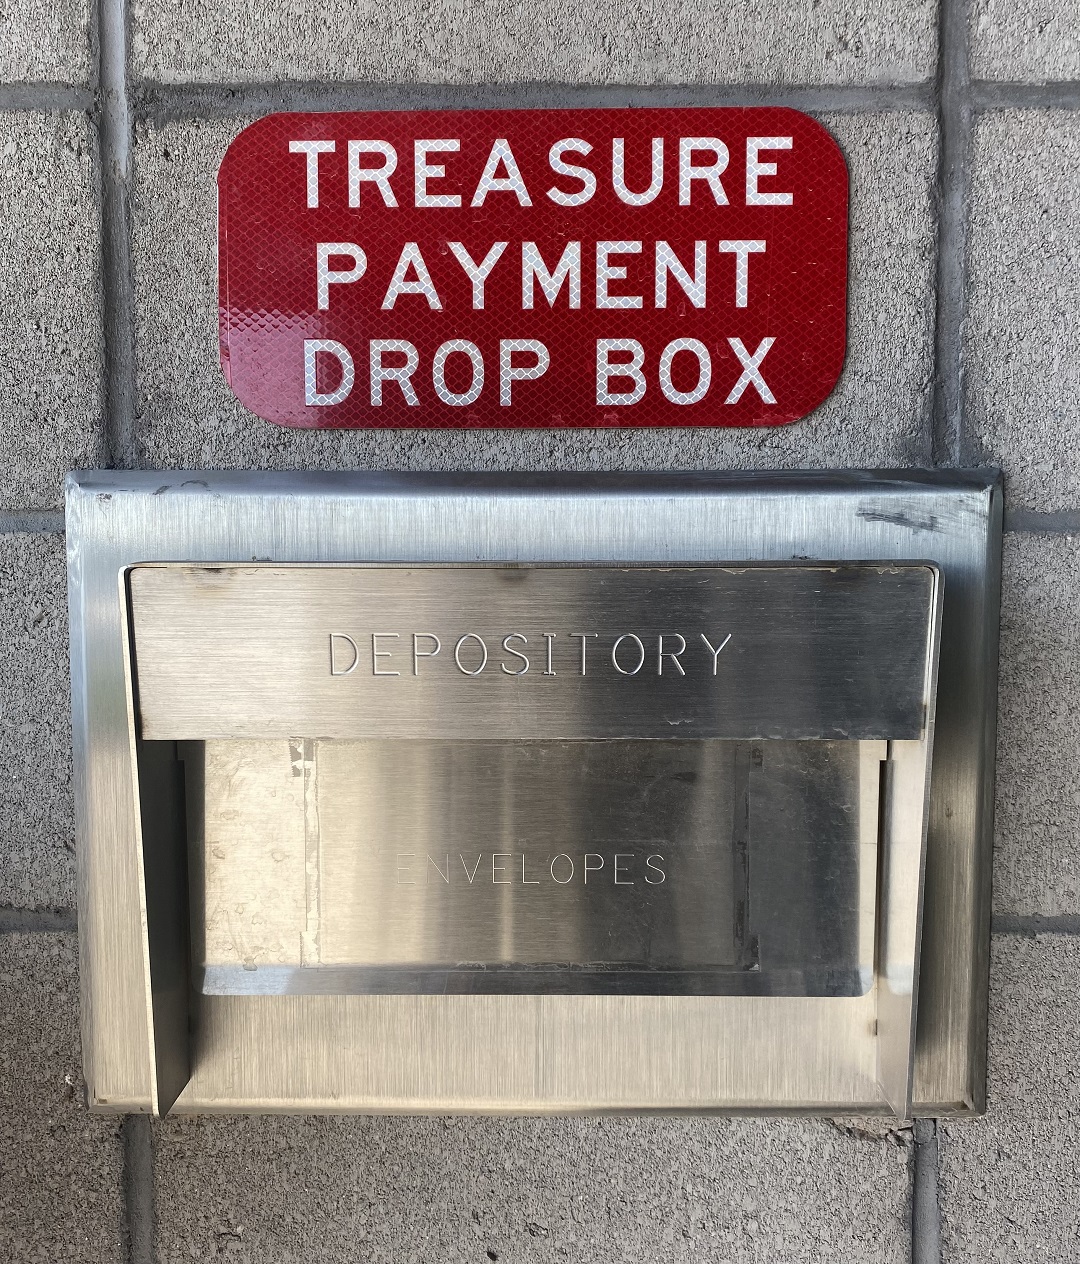 TREASURE
PAYMENT
DROP BOX
DEPOSITORY
ENVELOPES